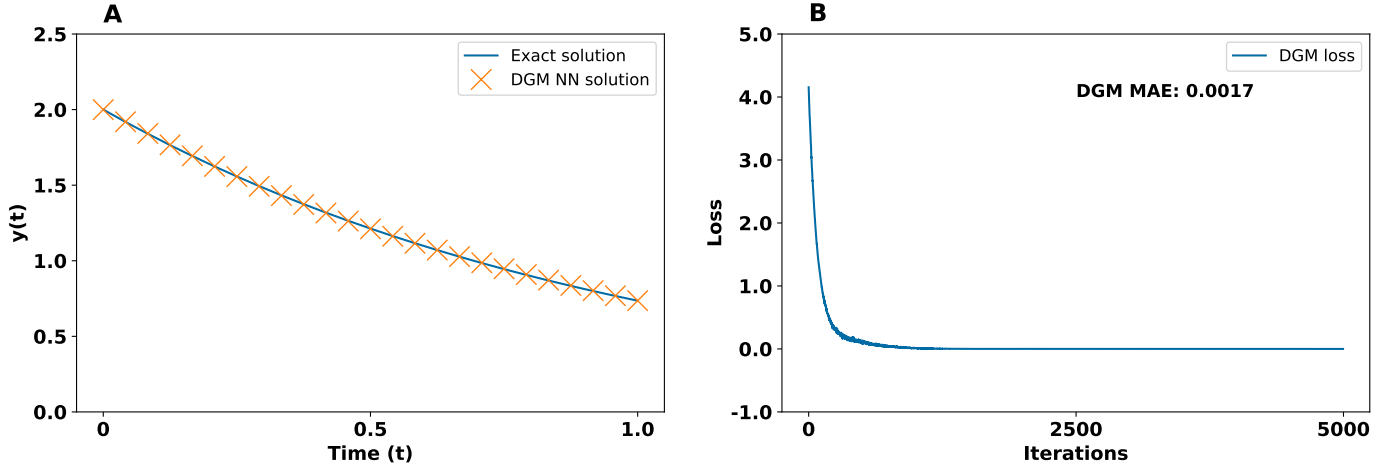 A
2.5
2.0
1.5
1.0
0.5
0.0
y(t)
Exact solution
DGM NN solution
0
0.5
1.0
Time (t)
B
5.0
4.0
3.0
2.0
1.0
0.0
-1.0
Loss
DGM loss
DGM MAE: 0.0017
0
2500
5000
Iterations